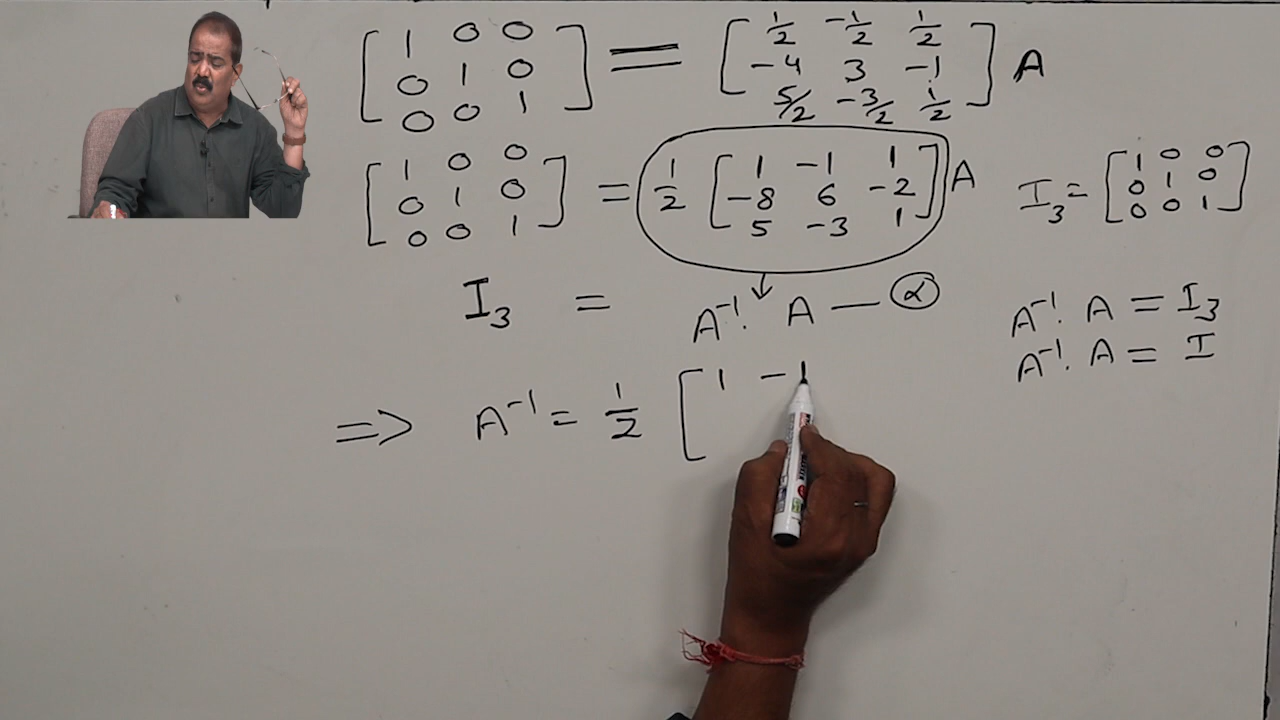 [ 1 0 0 = [ 1/2 -1/2 1/2
0 1 0 -4 3 -1
0 0 1 ] 5/2 -3/2 1/2 ] A
[ 1 0 0 = 1/2 [ 1 -1 1
0 1 0 -8 6 -2
0 0 1 ] 5 -3 1 ] A
I₃ = [ 1 0 0
0 1 0
0 0 1 ]
I₃ = A⁻¹. A — α
A⁻¹. A = I₃
A⁻¹. A = I
=> A⁻¹ = 1/2 [ 1 -1